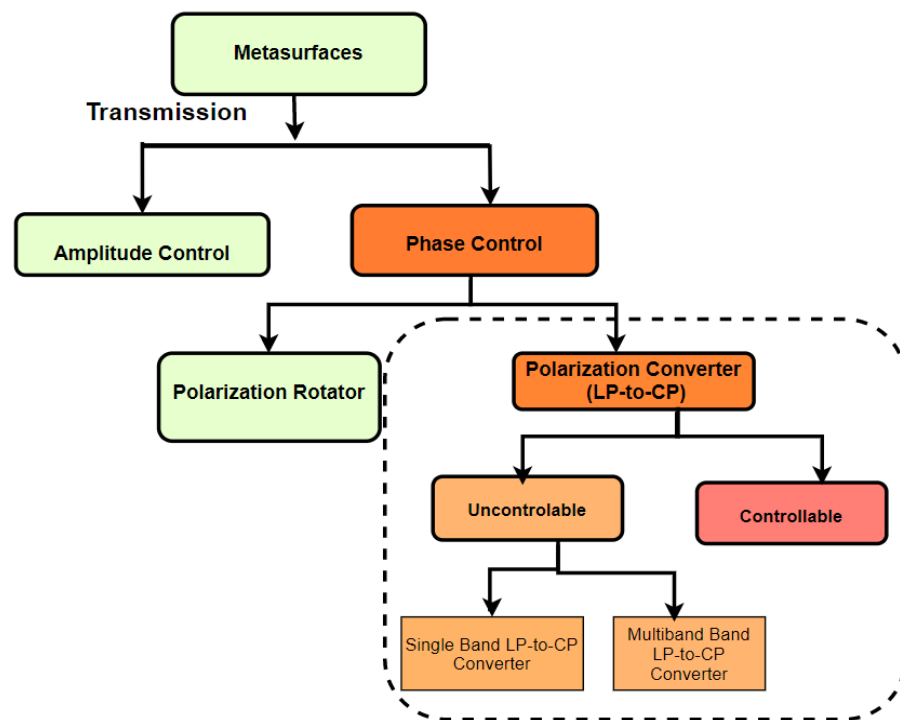 Metasurfaces
Transmission
Amplitude Control
Phase Control
Polarization Rotator
Polarization Converter
(LP-to-CP)
Uncontrolable
Controllable
Single Band LP-to-CP
Converter
Multiband Band
LP-to-CP
Converter